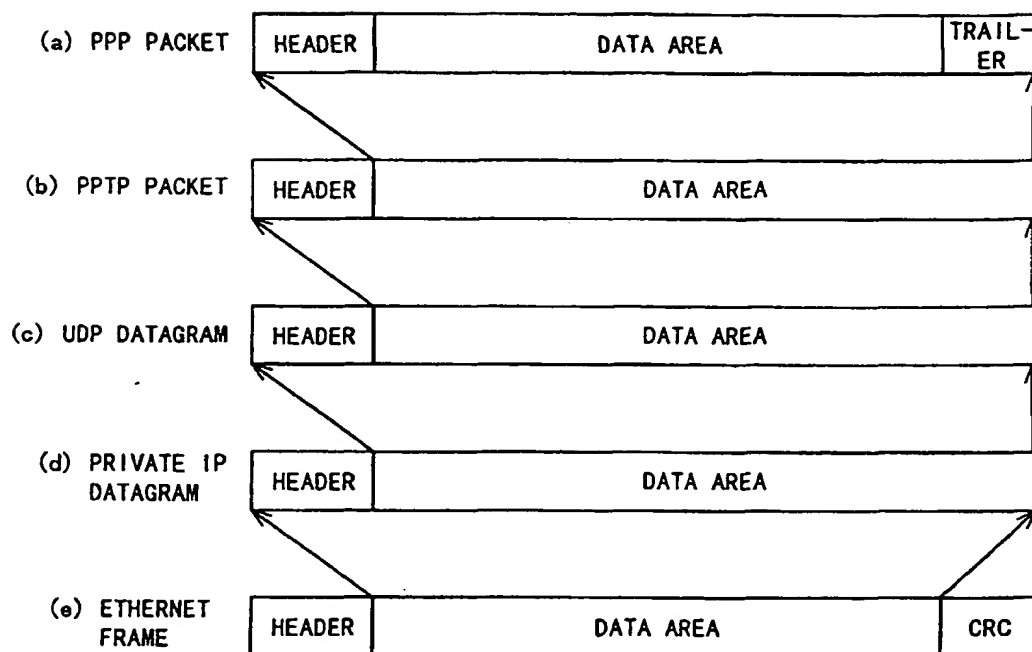 (a) PPP PACKET
HEADER
DATA AREA
TRAIL-
ER
(b) PPTP PACKET
HEADER
DATA AREA
(c) UDP DATAGRAM
HEADER
DATA AREA
(d) PRIVATE IP
DATAGRAM
HEADER
DATA AREA
(e) ETHERNET
FRAME
HEADER
DATA AREA
CRC